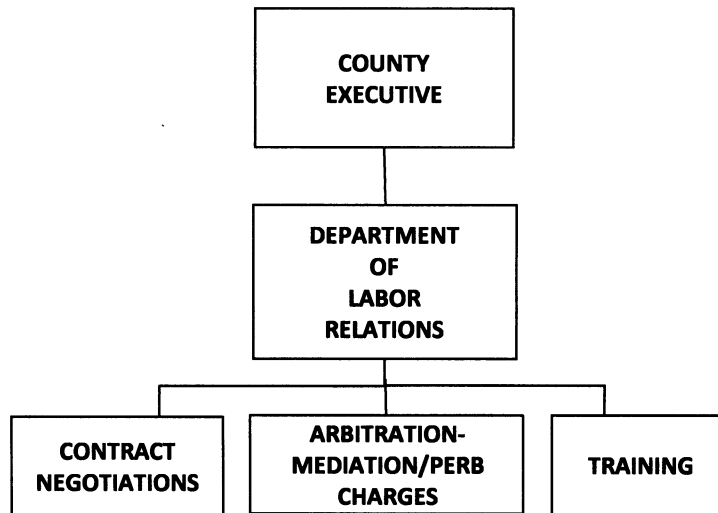 COUNTY
EXECUTIVE
DEPARTMENT
OF
LABOR
RELATIONS
CONTRACT
NEGOTIATIONS
ARBITRATION-
MEDIATION/PERB
CHARGES
TRAINING